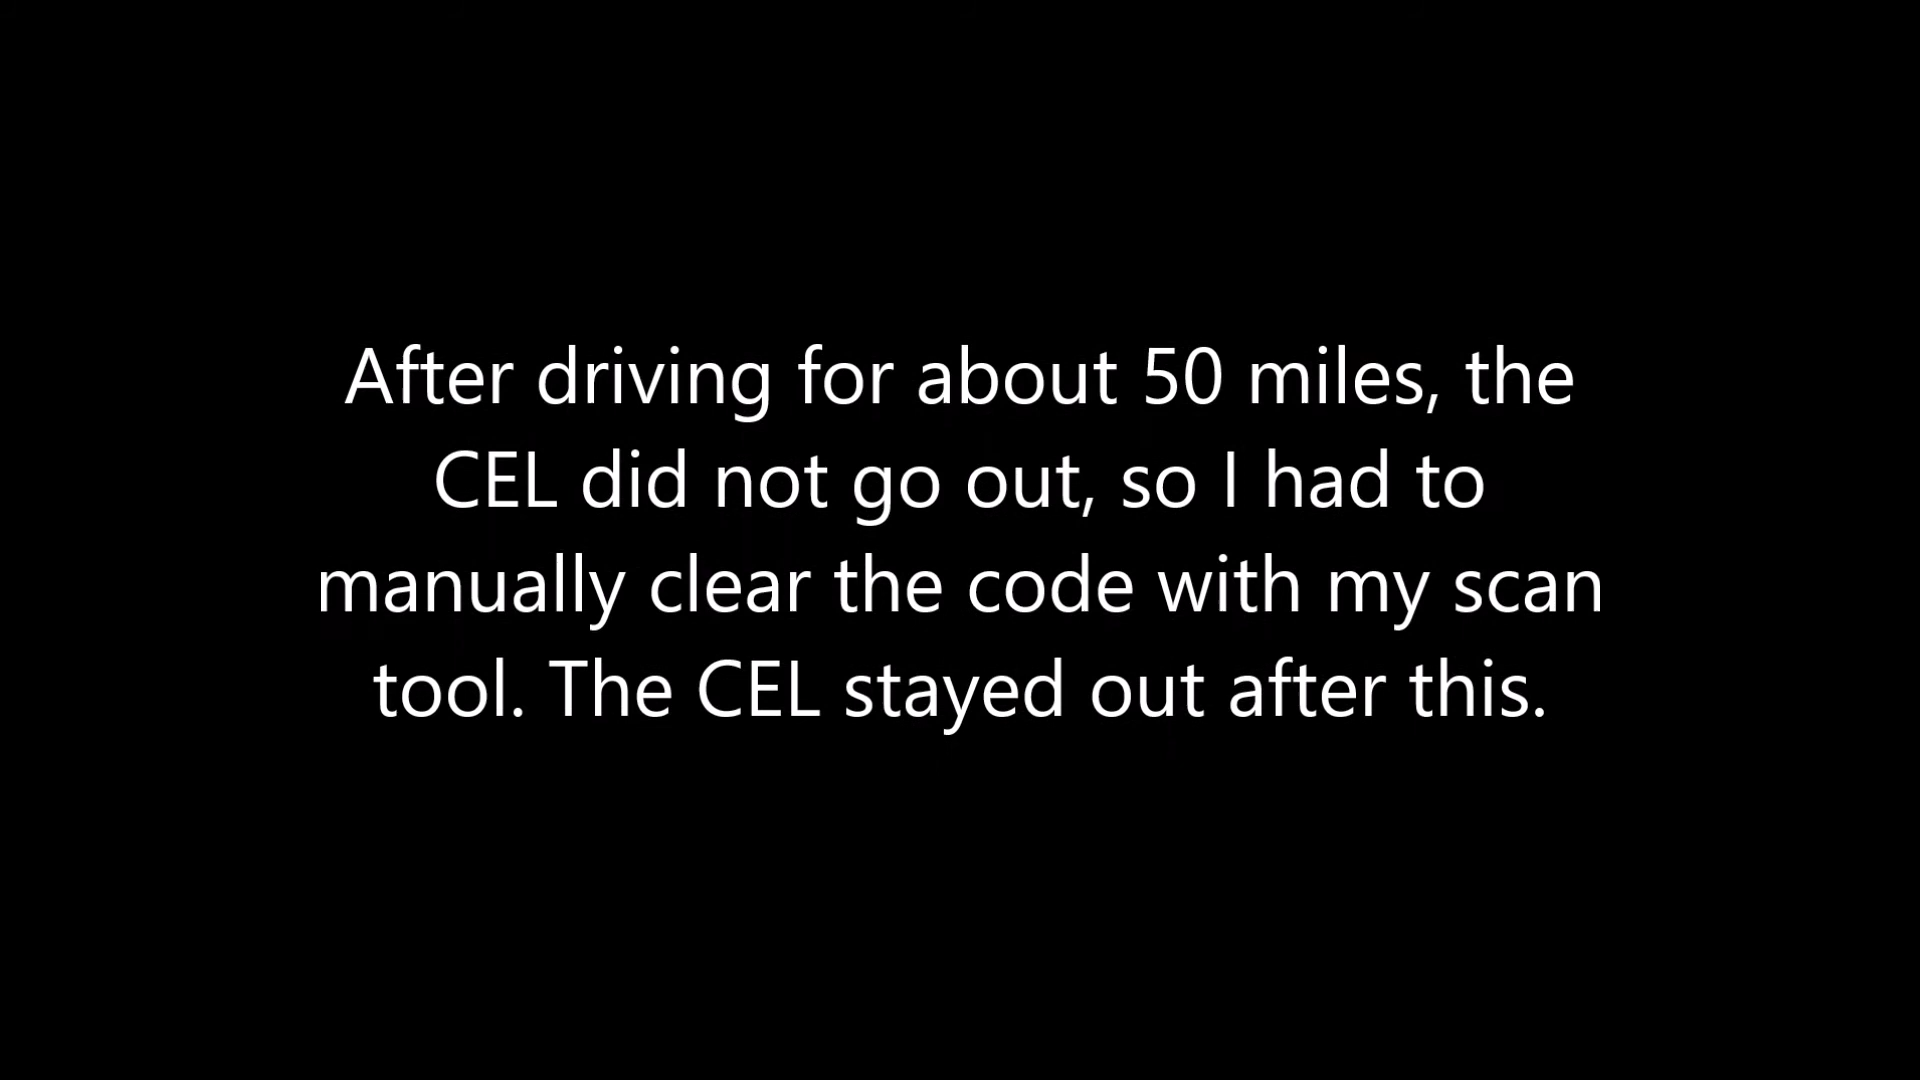 After driving for about 50 miles, the
CEL did not go out, so I had to
manually clear the code with my scan
tool. The CEL stayed out after this.